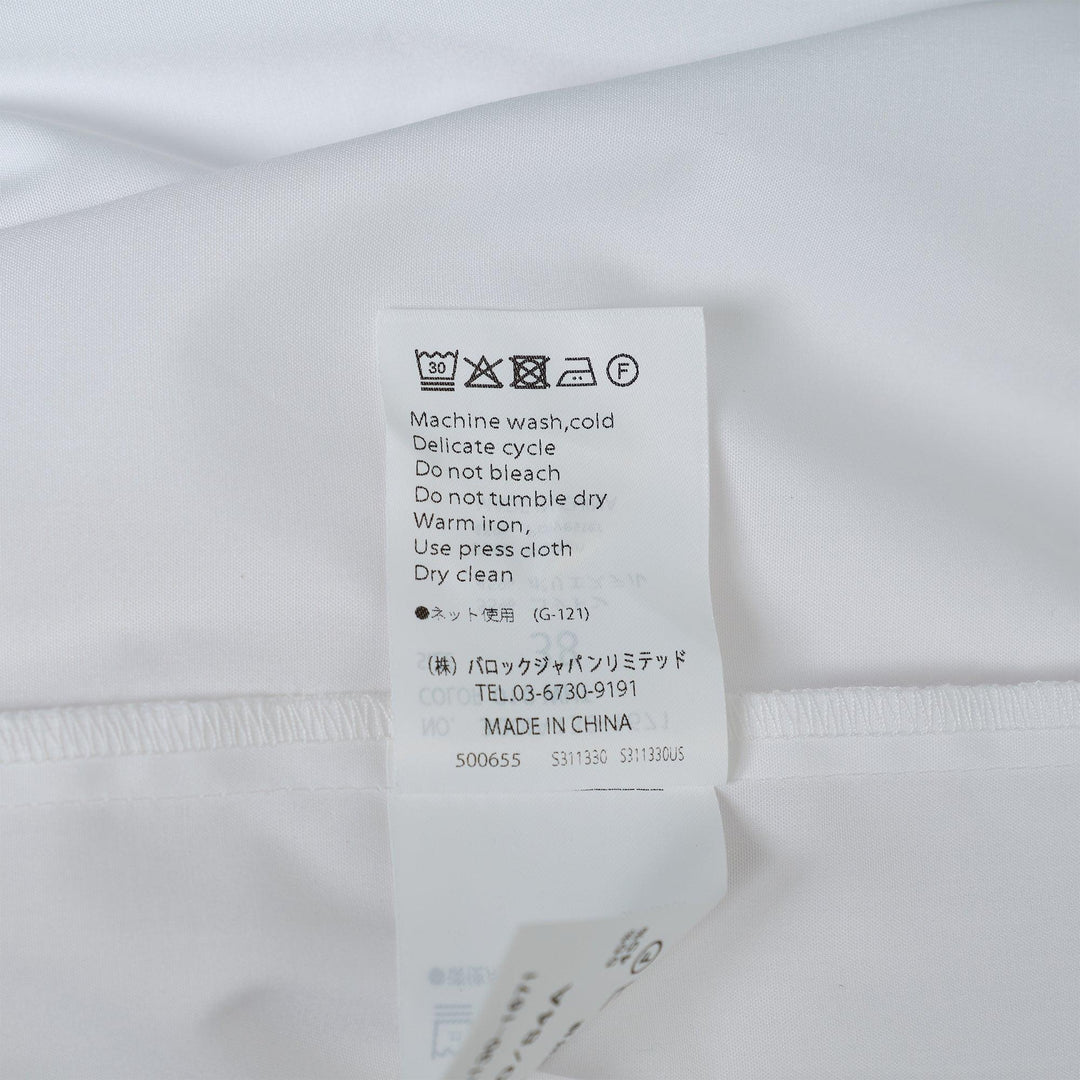 30 F
Machine wash,cold
Delicate cycle
Do not bleach
Do not tumble dry
Warm iron,
Use press cloth
Dry clean
●ネット使用 (G-121)
(株) バロックジャパンリミテッド
TEL.03-6730-9191
MADE IN CHINA
500655 S311330 S311330US